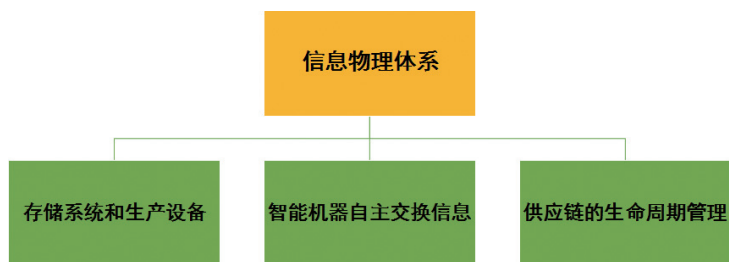 信息物理体系
存储系统和生产设备
智能机器自主交换信息
供应链的生命周期管理